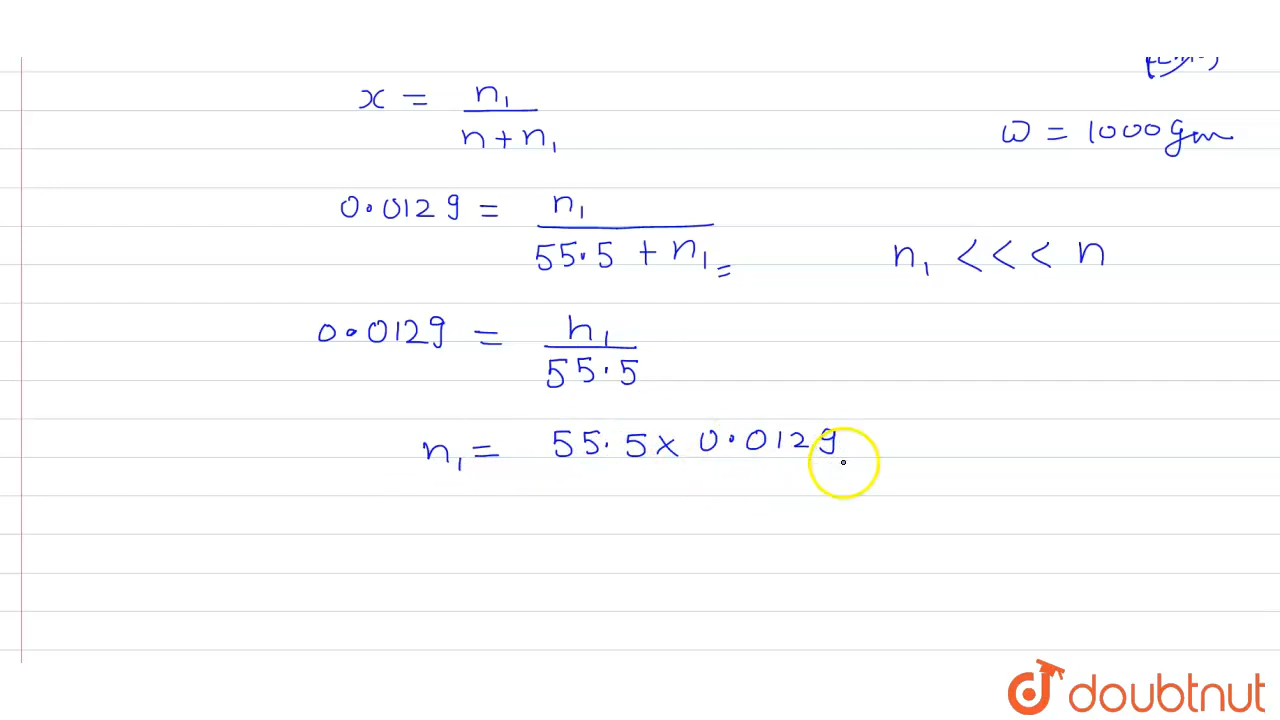 x = n₁ / n + n₁
w = 1000 gm
0.0129 = n₁ / 55.5 + n₁ =
n₁ <<< n
0.0129 = n₁ / 55.5
n₁ = 55.5 × 0.0129
doubtnut